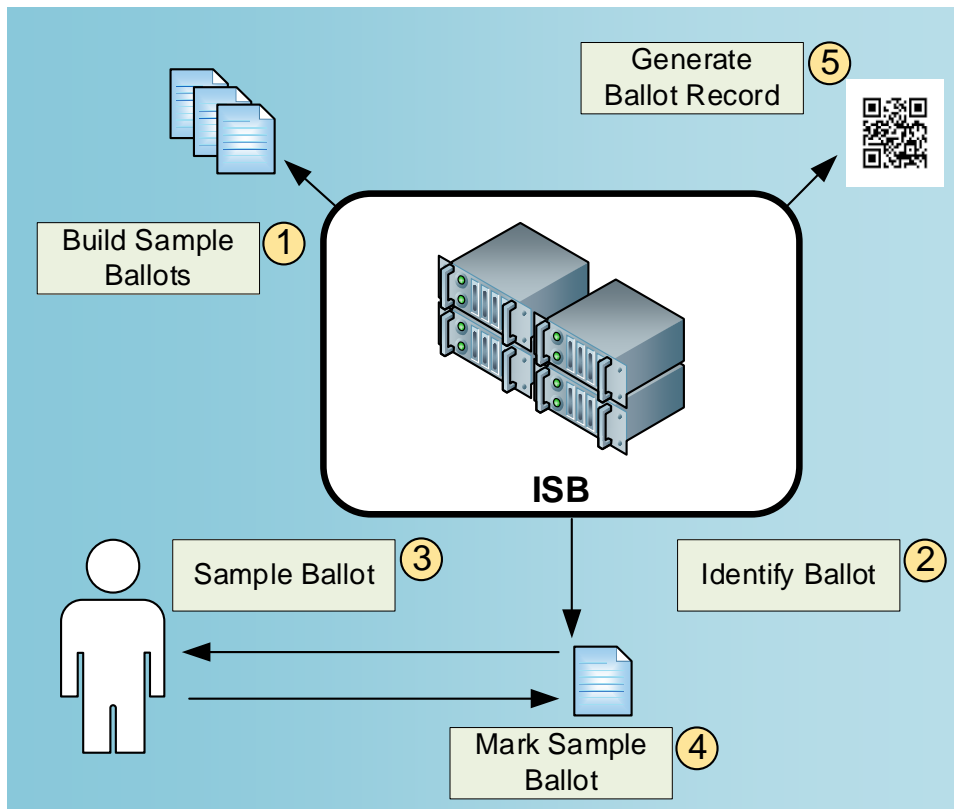 Generate
Ballot Record
5
Build Sample
Ballots
1
ISB
Sample Ballot
3
Identify Ballot
2
Mark Sample
Ballot
4